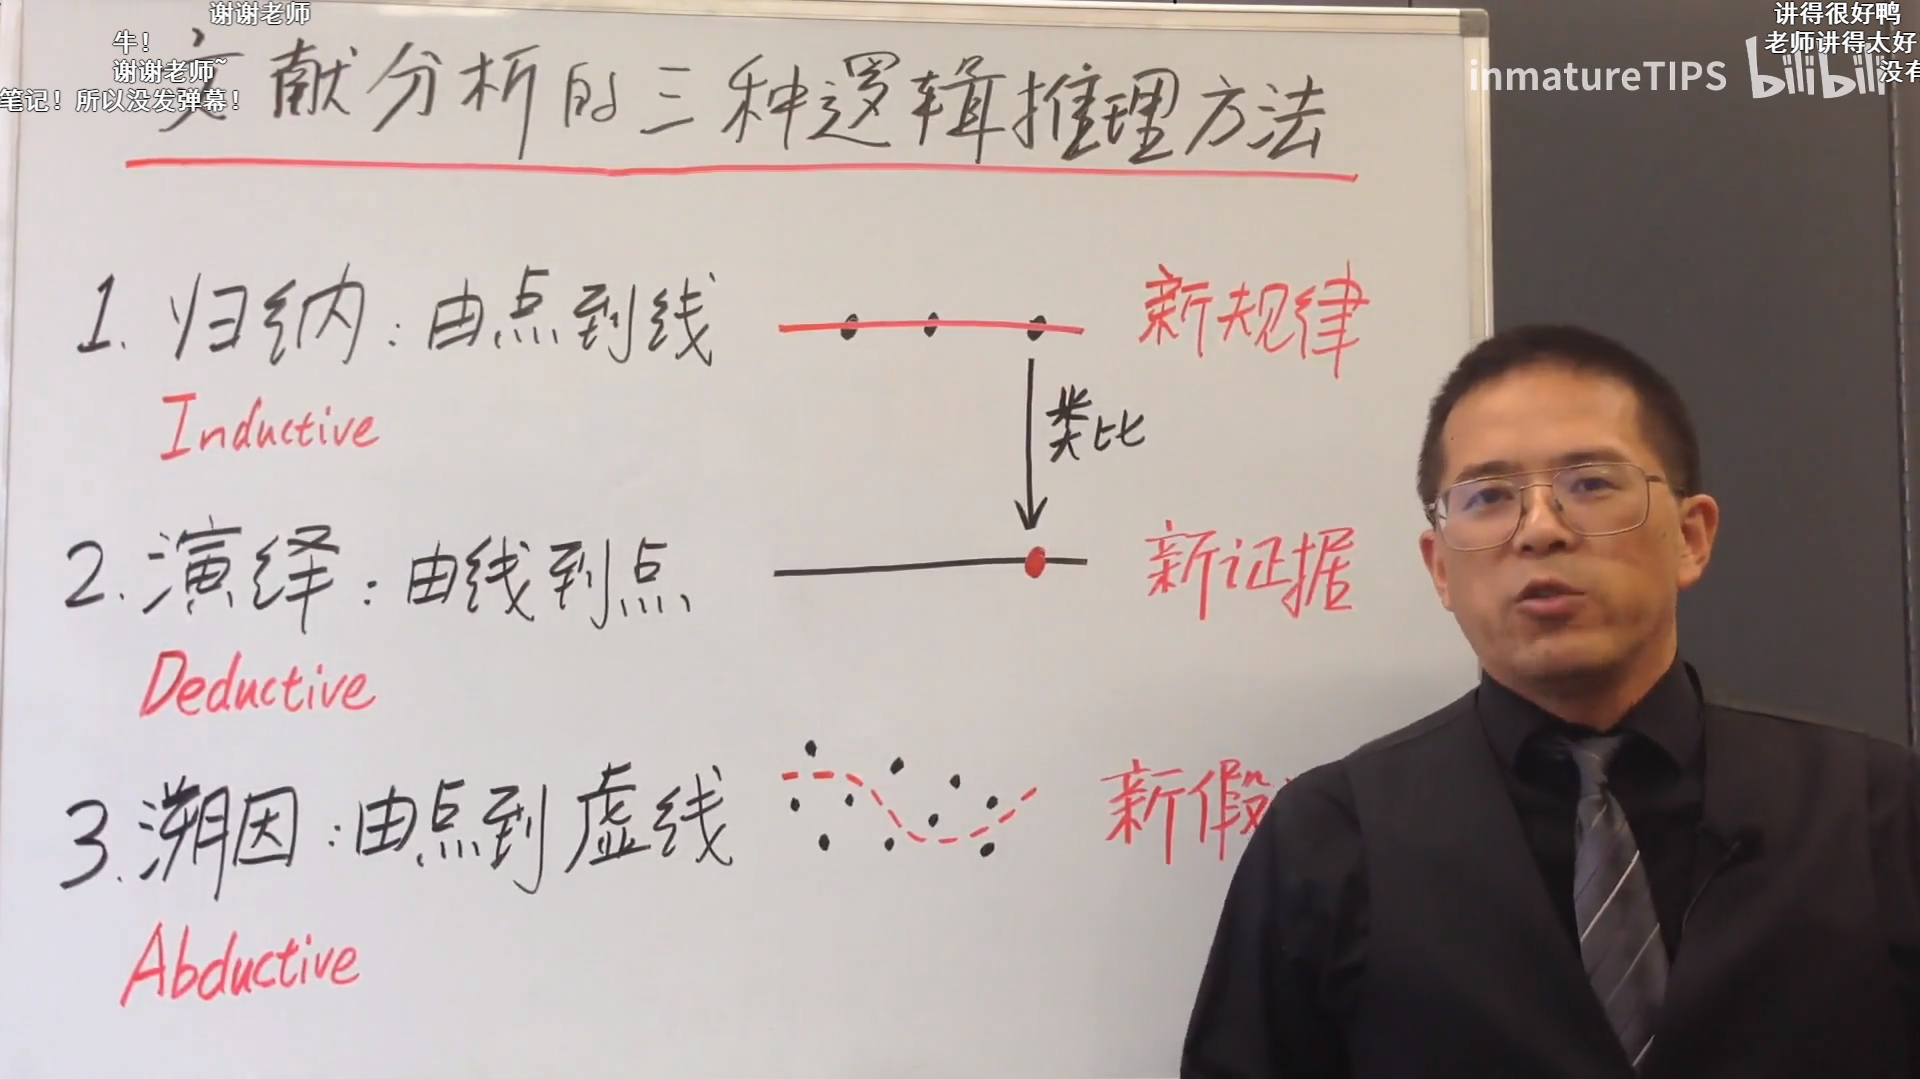 谢谢老师
讲得很好鸭
牛！
老师讲得太好
谢谢老师~
没有
笔记！所以没发弹幕！
inmatureTIPS bilibili
文献分析的三种逻辑推理方法
1. 归纳：由点到线
新规律
Inductive
类比
2. 演绎：由线到点
新证据
Deductive
3. 溯因：由点到虚线
新假
Abductive